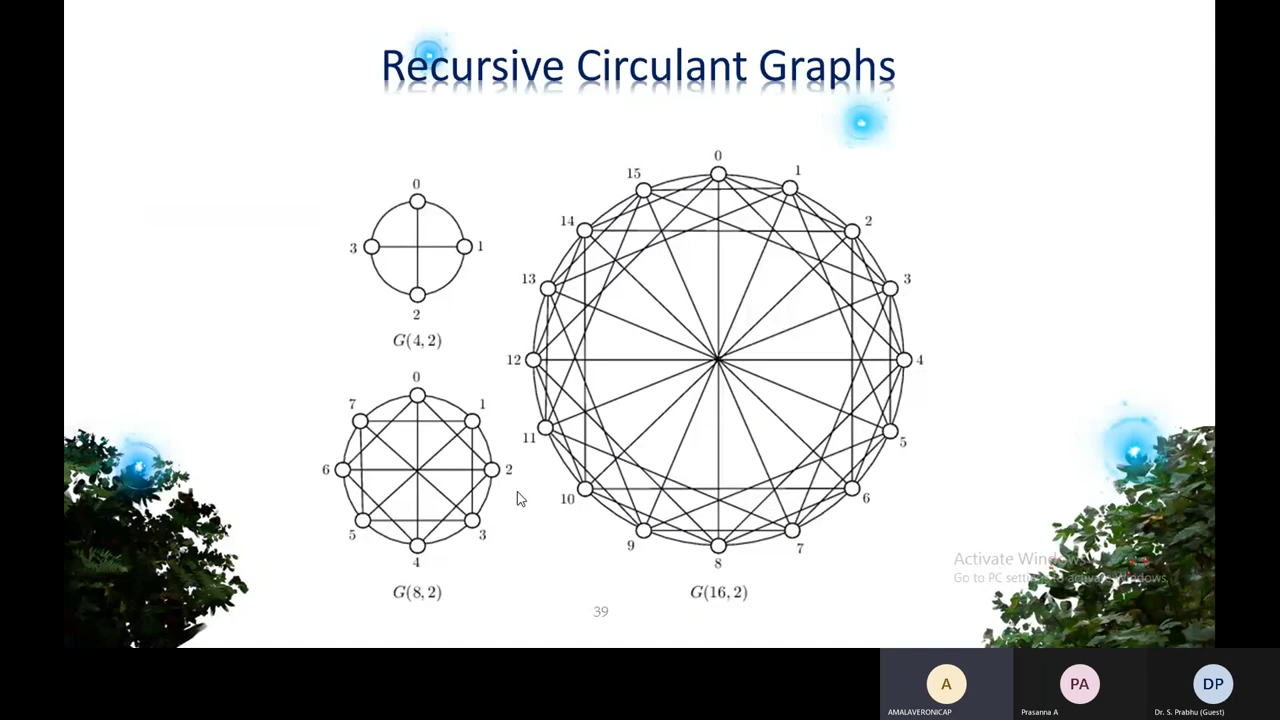 Recursive Circulant Graphs
0
3
1
2
G(4, 2)
0
7
1
6
2
5
3
4
G(8, 2)
0
15
1
14
2
13
3
12
4
11
5
10
6
9
7
8
G(16, 2)
39
Activate Windows
Go to PC settings to activate Windows.
A
PA
DP
AMALAVERONICAP
Prasanna A
Dr. S. Prabhu (Guest)